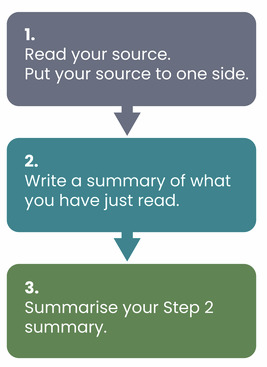 1.
Read your source.
Put your source to one side.
2.
Write a summary of what
you have just read.
3.
Summarise your Step 2
summary.